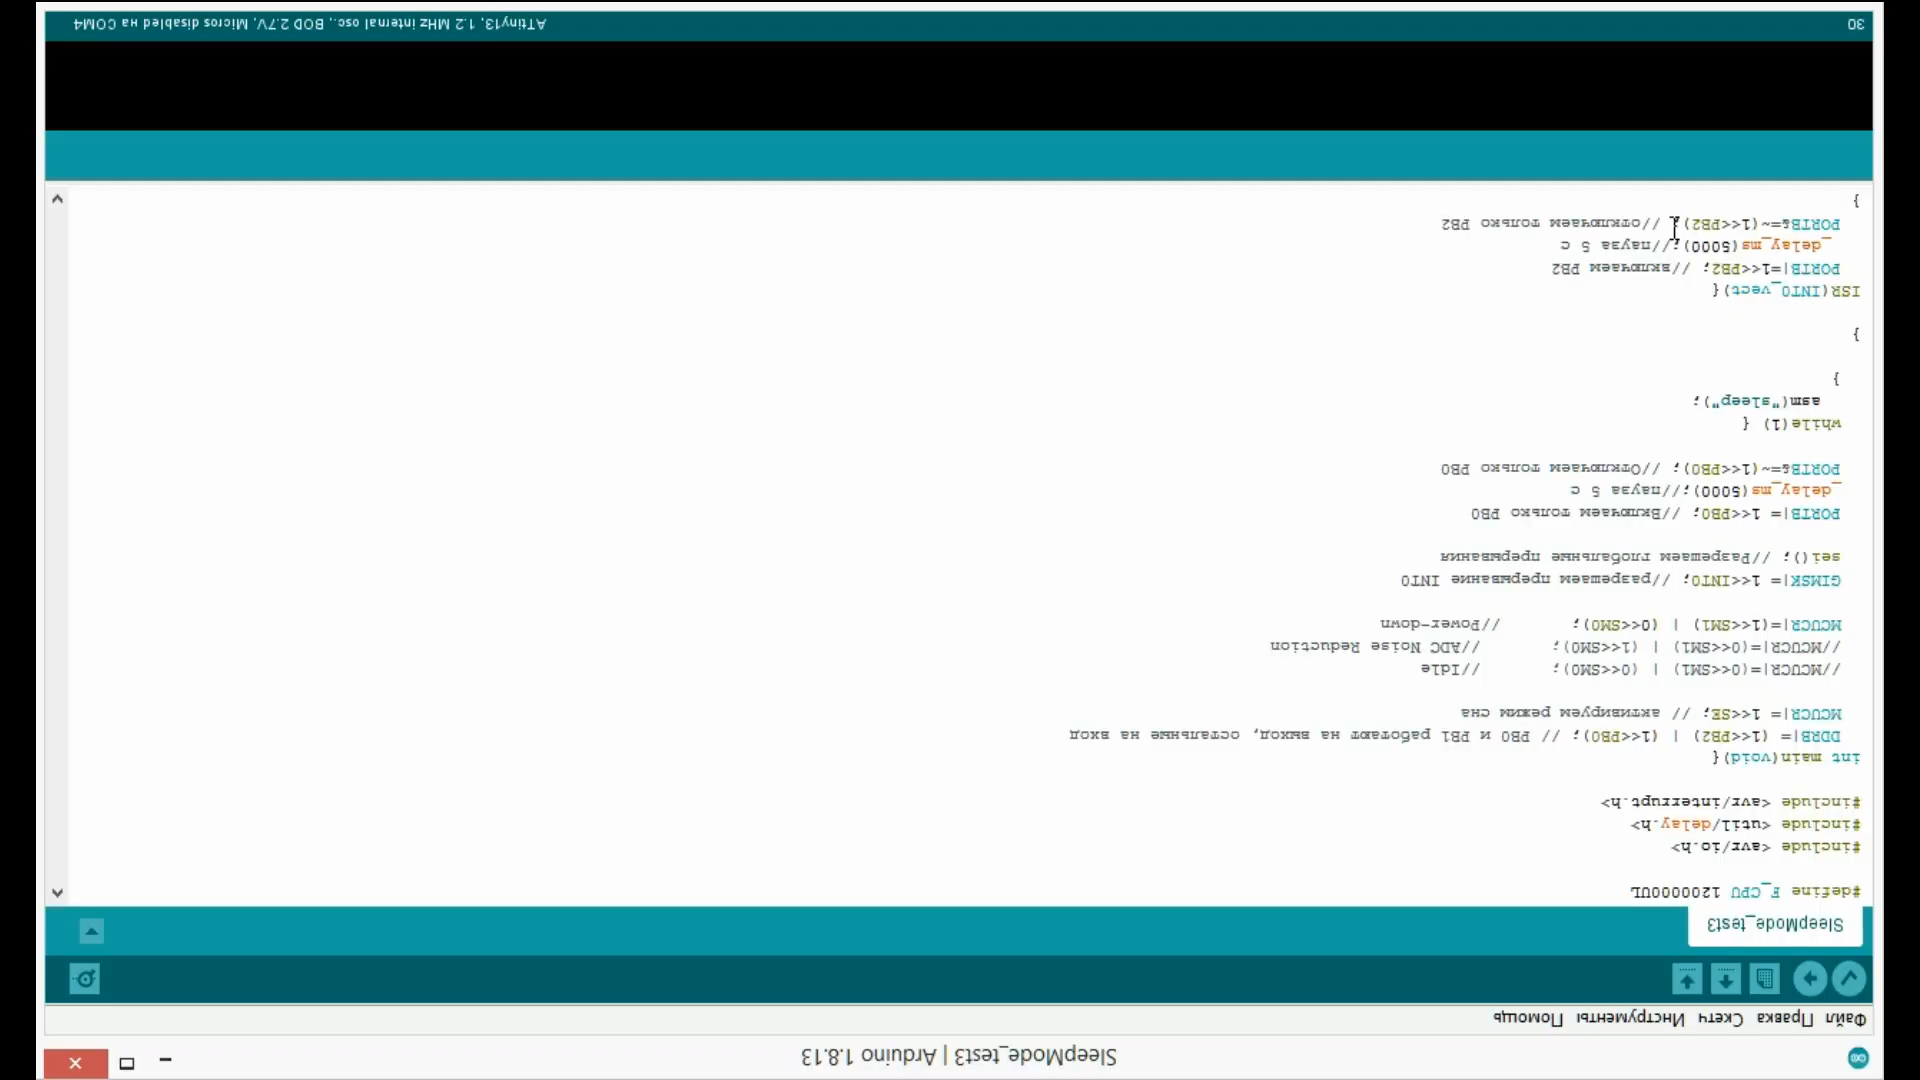 SleepMode_test3 | Arduino 1.8.13
Файл Правка Скетч Инструменты Помощь
SleepMode_test3
#define F_CPU 1200000UL
#include <avr/io.h>
#include <util/delay.h>
#include <avr/interrupt.h>
int main(void){
DDRB|= (1<<PB2) | (1<<PB0); // PB0 и PB1 работают на выход, остальные на вход
MCUCR|= 1<<SE; // активируем режим сна
//MCUCR|=(0<<SM1) | (0<<SM0); //Idle
//MCUCR|=(0<<SM1) | (1<<SM0); //ADC Noise Reduction
MCUCR|=(1<<SM1) | (0<<SM0); //Power-down
GIMSK|= 1<<INT0; //разрешаем прерывание INT0
sei(); //Разрешаем глобальные прерывания
PORTB|= 1<<PB0; //Включаем только PB0
_delay_ms(5000);//пауза 5 с
PORTB&=~(1<<PB0); //Отключаем только PB0
while(1) {
asm("sleep");
}
}
ISR(INT0_vect){
PORTB|=1<<PB2; //включаем PB2
_delay_ms(5000);//пауза 5 с
PORTB&=~(1<<PB2); //отключаем только PB2
}
30
ATtiny13, 1.2 MHz internal osc., BOD 2.7V, Micros disabled на COM4